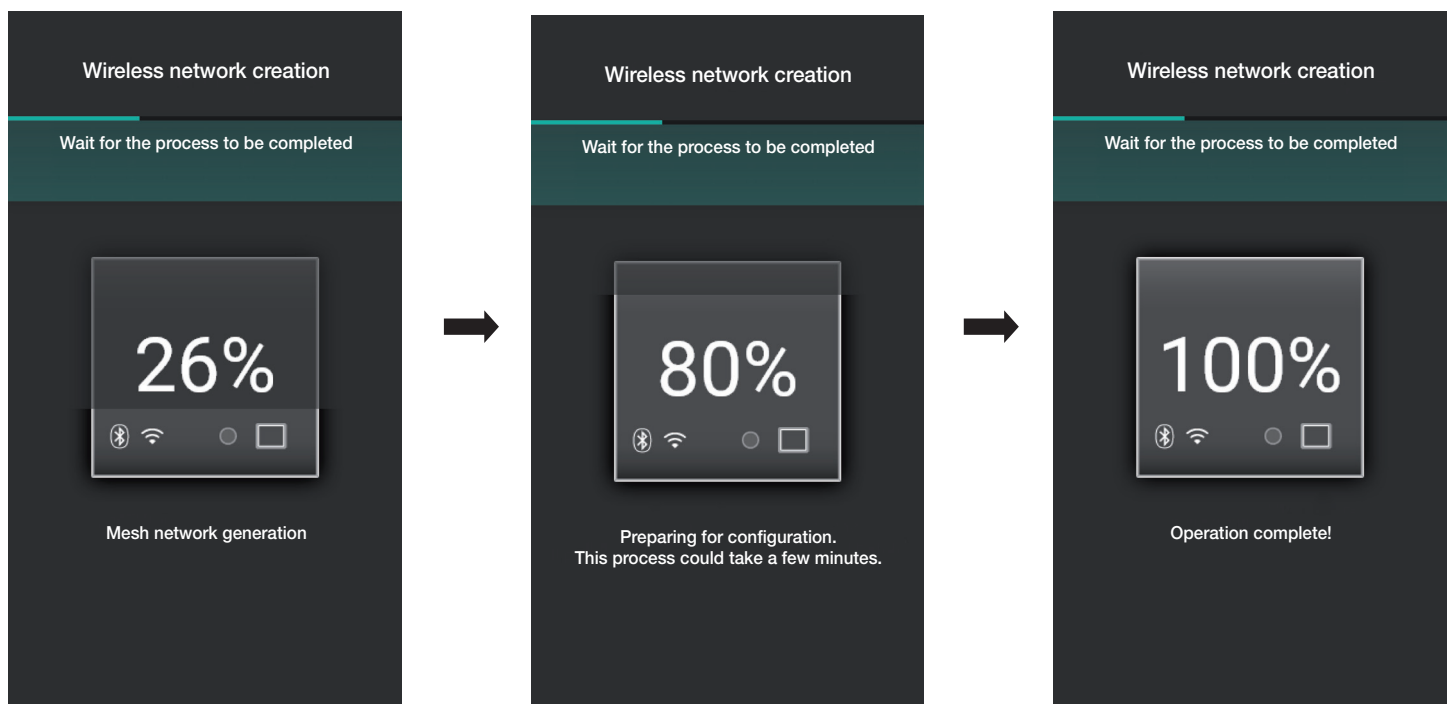 Wireless network creation
Wait for the process to be completed
26%
Mesh network generation
Wireless network creation
Wait for the process to be completed
80%
Preparing for configuration.
This process could take a few minutes.
Wireless network creation
Wait for the process to be completed
100%
Operation complete!